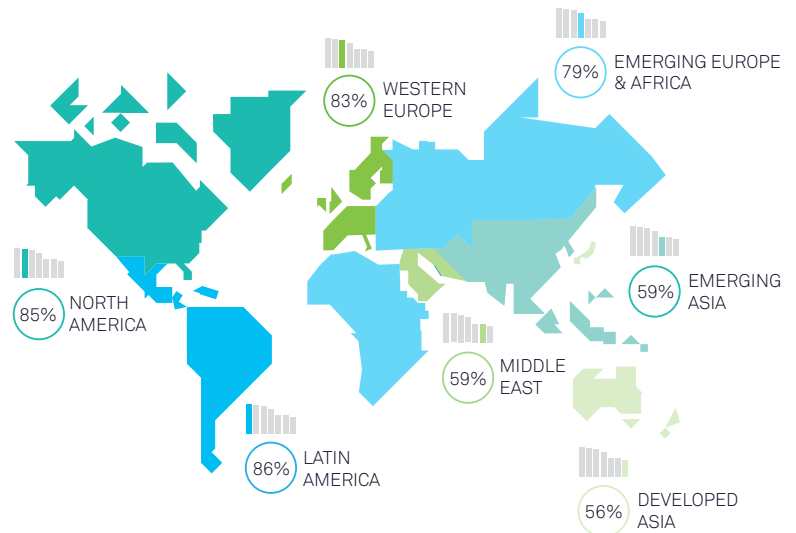 79%
EMERGING EUROPE
& AFRICA
83%
WESTERN
EUROPE
85%
NORTH
AMERICA
59%
EMERGING
ASIA
59%
MIDDLE
EAST
86%
LATIN
AMERICA
56%
DEVELOPED
ASIA